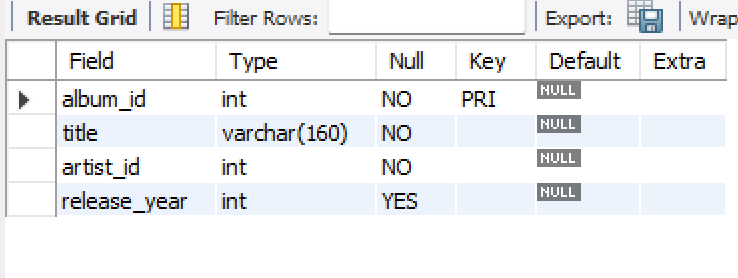 Result Grid Filter Rows: Export: Wrap
Field Type Null Key Default Extra
album_id int NO PRI NULL
title varchar(160) NO NULL
artist_id int NO NULL
release_year int YES NULL